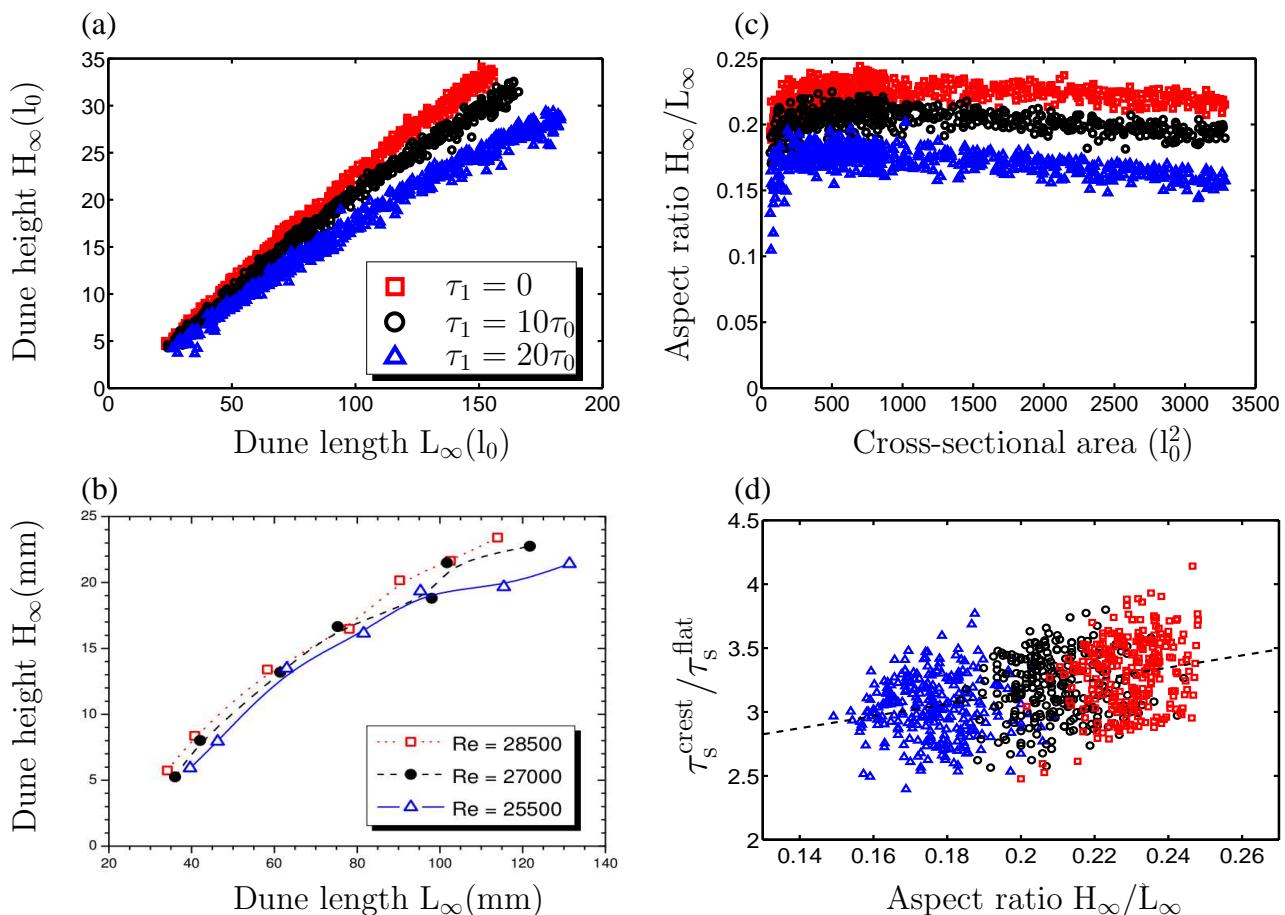 (a)
Dune height H∞(l₀)
35
30
25
20
15
10
5
0
0 50 100 150 200
Dune length L∞(l₀)
τ₁ = 0
τ₁ = 10τ₀
τ₁ = 20τ₀
(c)
Aspect ratio H∞/L∞
0.25
0.2
0.15
0.1
0.05
0
0 500 1000 1500 2000 2500 3000 3500
Cross-sectional area (l₀²)
(b)
Dune height H∞(mm)
25
20
15
10
5
0
20 40 60 80 100 120 140
Dune length L∞(mm)
Re = 28500
Re = 27000
Re = 25500
(d)
τₛᶜʳᵉˢᵗ/τₛᶠˡᵃᵗ
4.5
4
3.5
3
2.5
2
0.14 0.16 0.18 0.2 0.22 0.24 0.26
Aspect ratio H∞/L∞